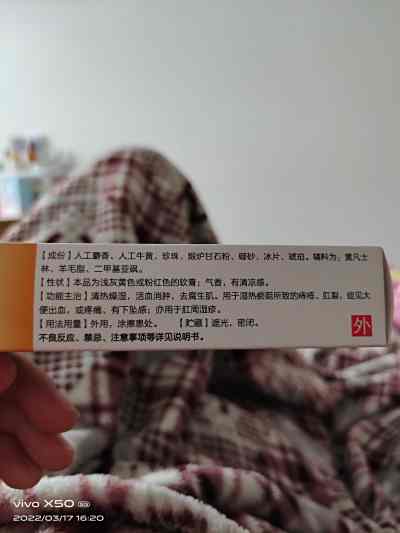 【成份】人工麝香、人工牛黄、珍珠、煅炉甘石粉、硼砂、冰片、琥珀。辅料为：黄凡士
林、羊毛脂、二甲基亚砜。
【性状】本品为浅灰黄色或粉红色的软膏；气香，有清凉感。
【功能主治】清热燥湿，活血消肿，去腐生肌。用于湿热瘀阻所致的痔疮、肛裂，症见大
便出血，或疼痛、有下坠感；亦用于肛周湿疹。
【用法用量】外用，涂擦患处。 【贮藏】遮光，密闭。
不良反应、禁忌、注意事项等详见说明书。
外
vivo X50 5G
2022/03/17 16:20